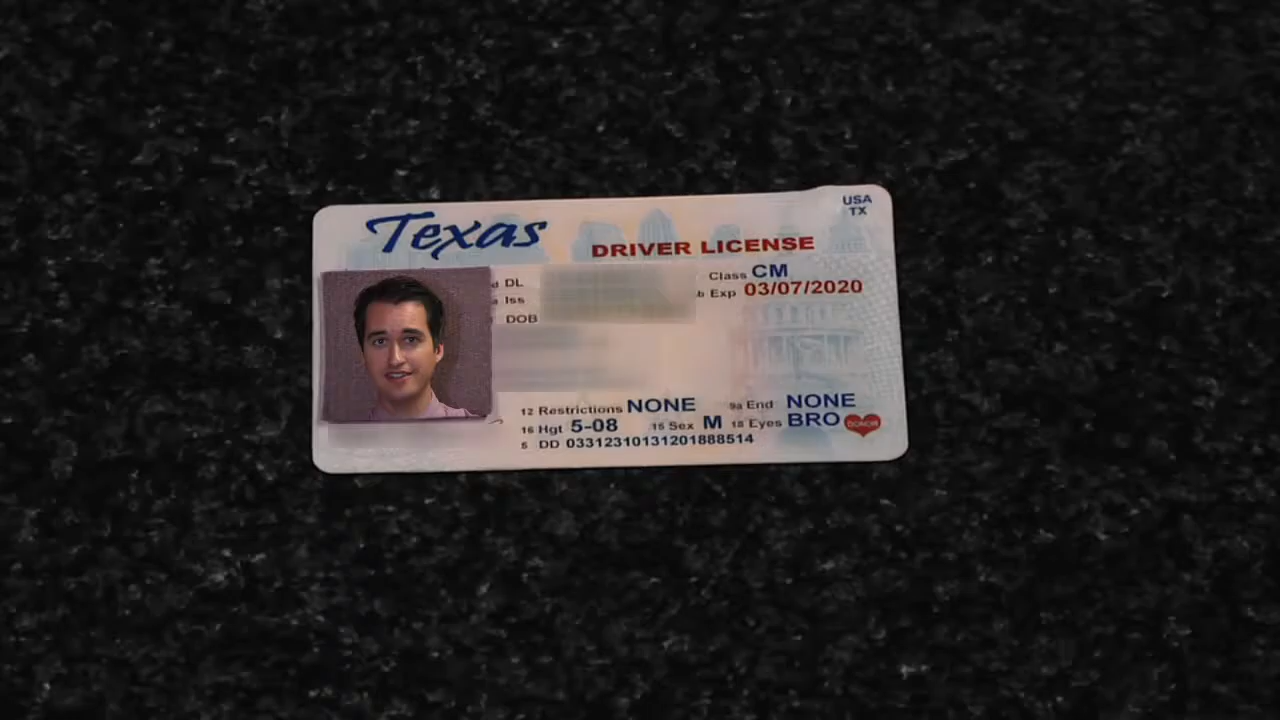 Texas
USA
TX
DRIVER LICENSE
DL
Class CM
Iss
Exp 03/07/2020
DOB
12 Restrictions NONE 9a End NONE
16 Hgt 5-08 15 Sex M 18 Eyes BRO
DONOR
5 DD 03312310131201888514